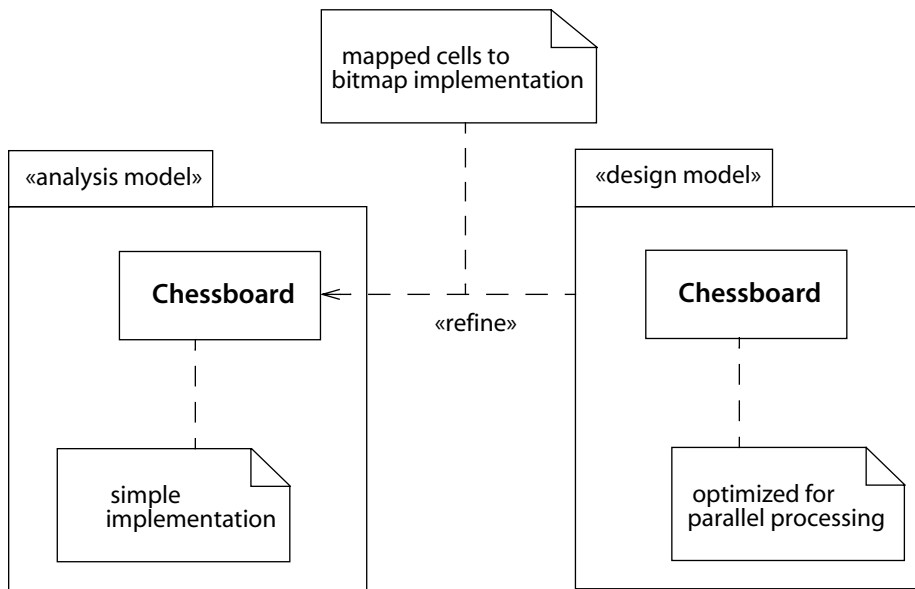 mapped cells to
bitmap implementation
«analysis model»
«design model»
Chessboard
Chessboard
«refine»
simple
implementation
optimized for
parallel processing